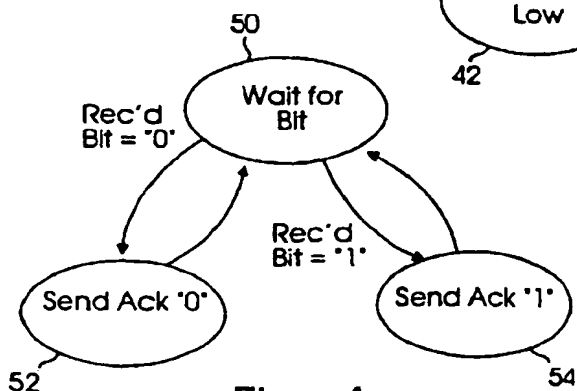 50
Low
42
Wait for
Bit
Rec'd
Bit = "0"
Rec'd
Bit = "1"
Send Ack "0"
Send Ack "1"
52
54